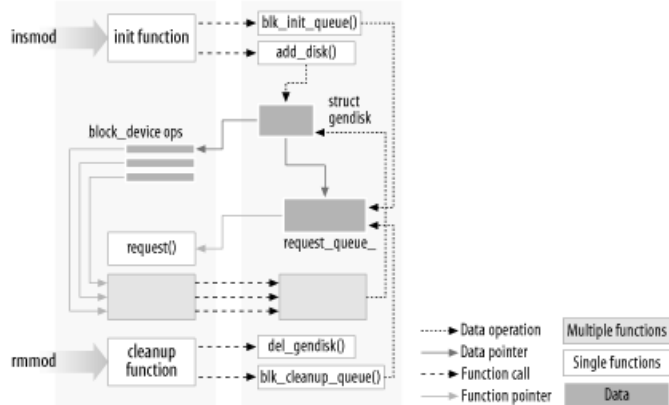 insmod
init function
blk_init_queue()
add_disk()
struct
gendisk
block_device ops
request()
request_queue_
rmmod
cleanup
function
del_gendisk()
blk_cleanup_queue()
Data operation
Data pointer
Function call
Function pointer
Multiple functions
Single functions
Data